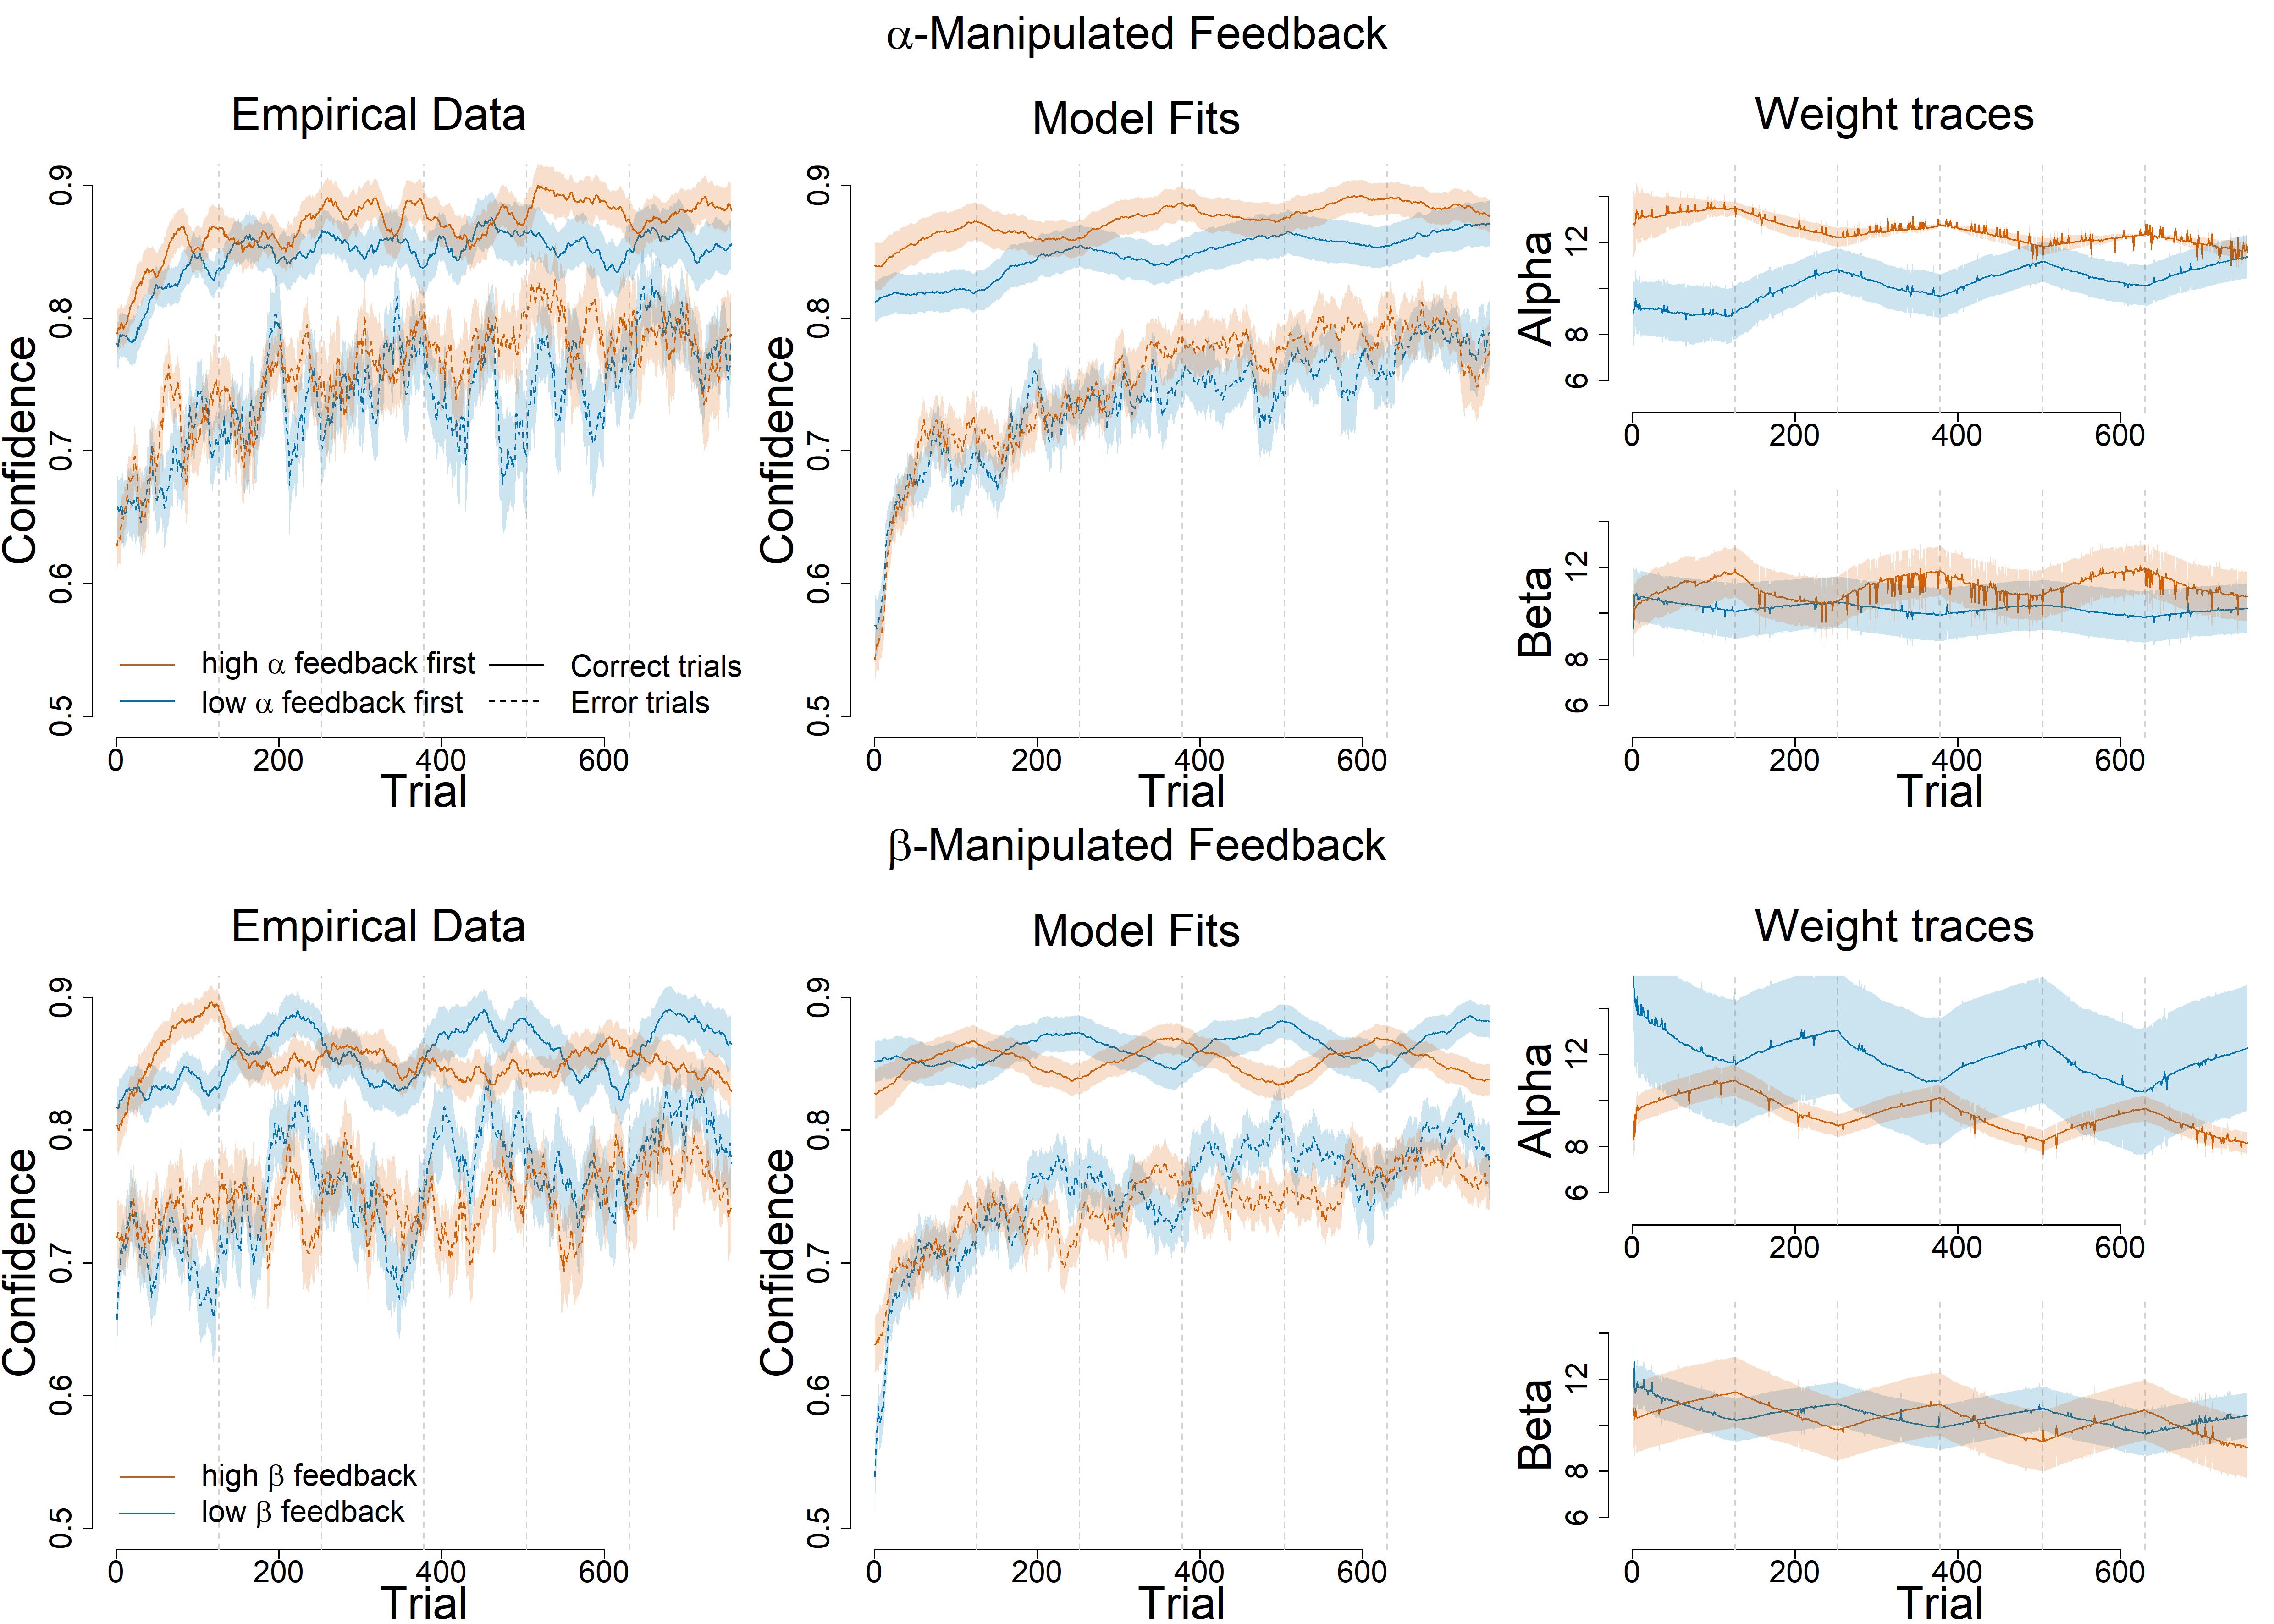 α-Manipulated Feedback
Empirical Data
Model Fits
Weight traces
Confidence
0.9
0.8
0.7
0.6
0.5
high α feedback first
low α feedback first
Correct trials
Error trials
0 200 400 600
Trial
Confidence
0.9
0.8
0.7
0.6
0.5
0 200 400 600
Trial
Alpha
12
8
6
0 200 400 600
Beta
12
8
6
0 200 400 600
Trial
β-Manipulated Feedback
Empirical Data
Model Fits
Weight traces
Confidence
0.9
0.8
0.7
0.6
0.5
high β feedback
low β feedback
0 200 400 600
Trial
Confidence
0.9
0.8
0.7
0.6
0.5
0 200 400 600
Trial
Alpha
12
8
6
0 200 400 600
Beta
12
8
6
0 200 400 600
Trial